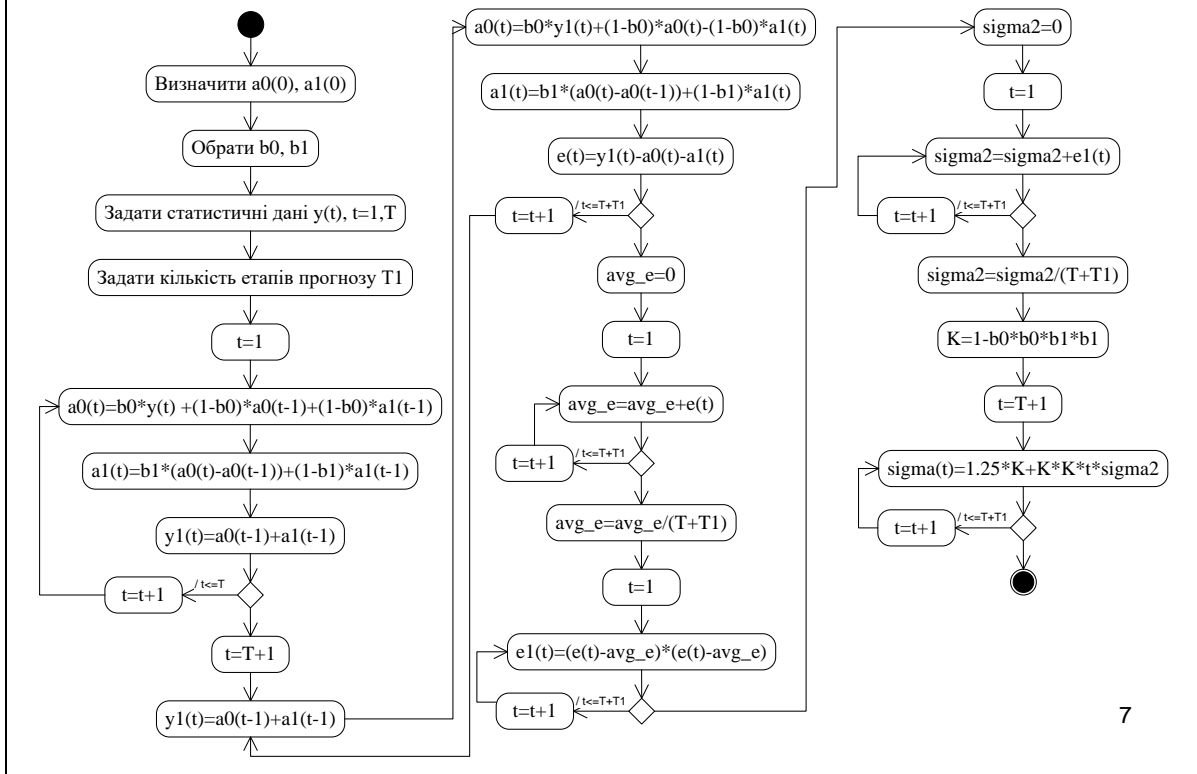 Визначити a0(0), a1(0)
Обрати b0, b1
Задати статистичні дані y(t), t=1,T
Задати кількість етапів прогнозу T1
t=1
a0(t)=b0*y(t) +(1-b0)*a0(t-1)+(1-b0)*a1(t-1)
a1(t)=b1*(a0(t)-a0(t-1))+(1-b1)*a1(t-1)
y1(t)=a0(t-1)+a1(t-1)
/ t<=T
t=t+1
t=T+1
y1(t)=a0(t-1)+a1(t-1)
a0(t)=b0*y1(t)+(1-b0)*a0(t)-(1-b0)*a1(t)
a1(t)=b1*(a0(t)-a0(t-1))+(1-b1)*a1(t)
e(t)=y1(t)-a0(t)-a1(t)
/ t<=T+T1
t=t+1
avg_e=0
t=1
avg_e=avg_e+e(t)
/ t<=T+T1
t=t+1
avg_e=avg_e/(T+T1)
t=1
e1(t)=(e(t)-avg_e)*(e(t)-avg_e)
/ t<=T+T1
t=t+1
sigma2=0
t=1
sigma2=sigma2+e1(t)
/ t<=T+T1
t=t+1
sigma2=sigma2/(T+T1)
K=1-b0*b0*b1*b1
t=T+1
sigma(t)=1.25*K+K*K*t*sigma2
/ t<=T+T1
t=t+1
7